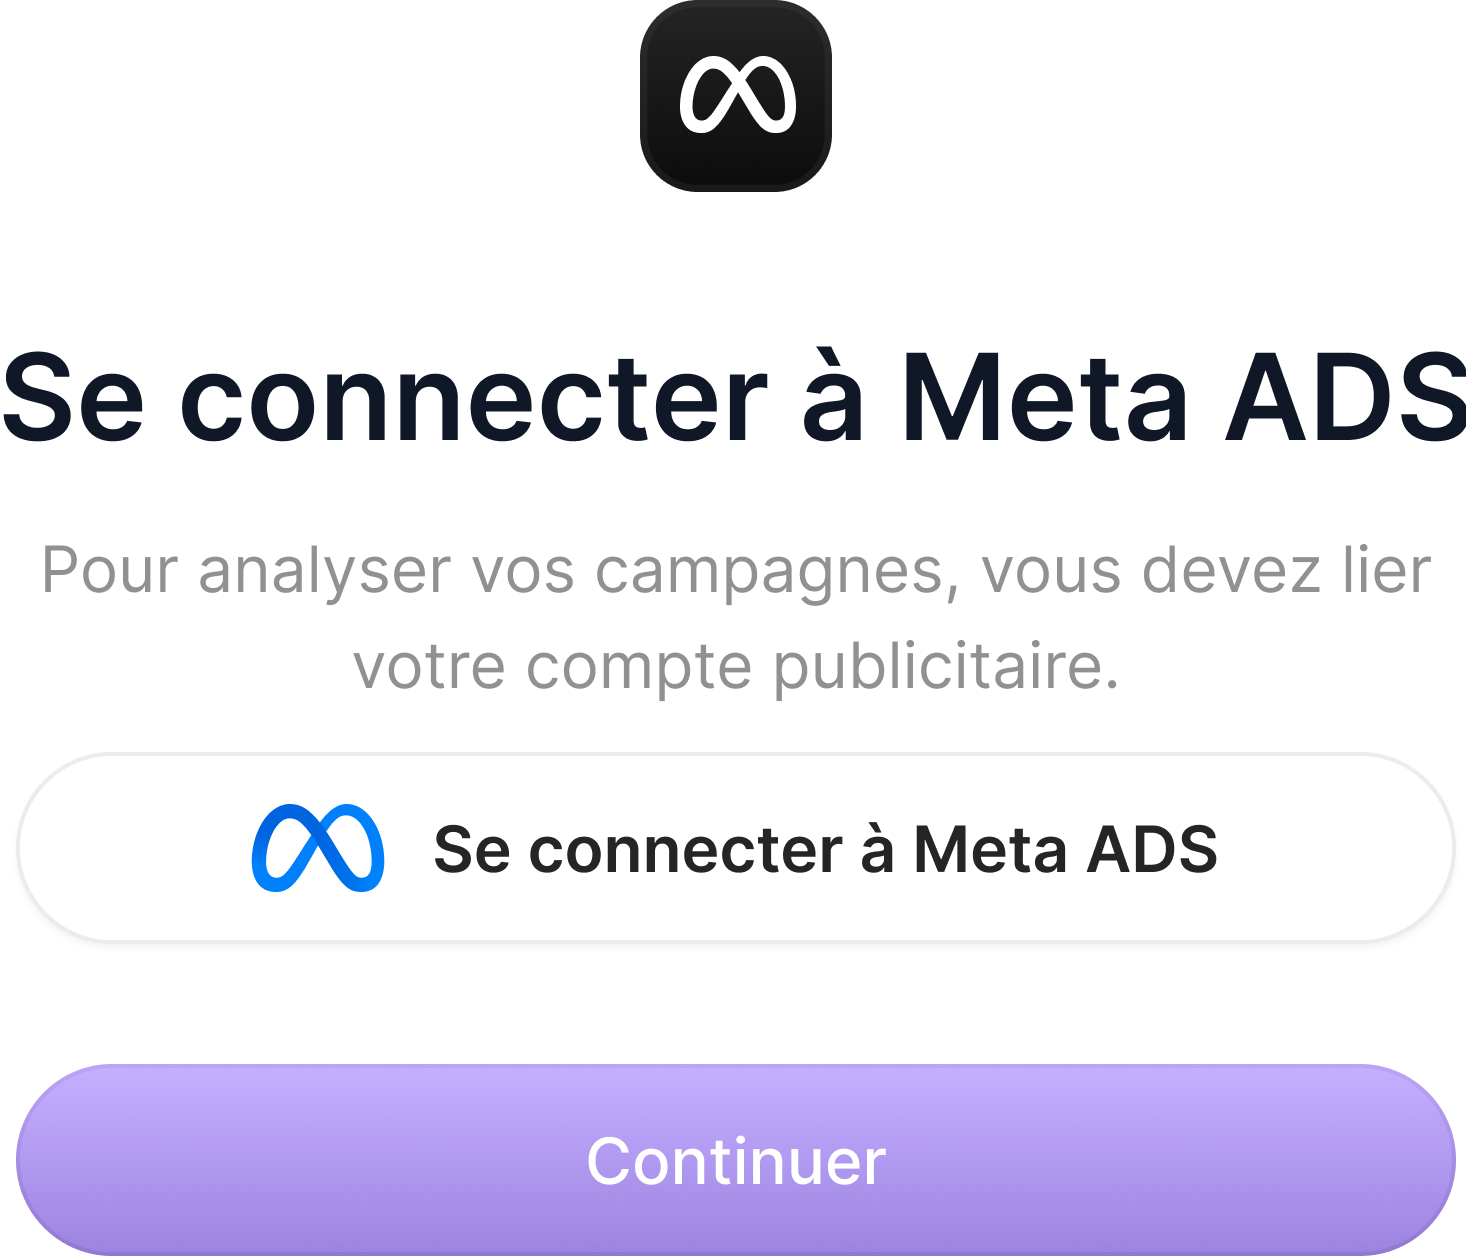 Se connecter à Meta ADS
Pour analyser vos campagnes, vous devez lier
votre compte publicitaire.
Se connecter à Meta ADS
Continuer